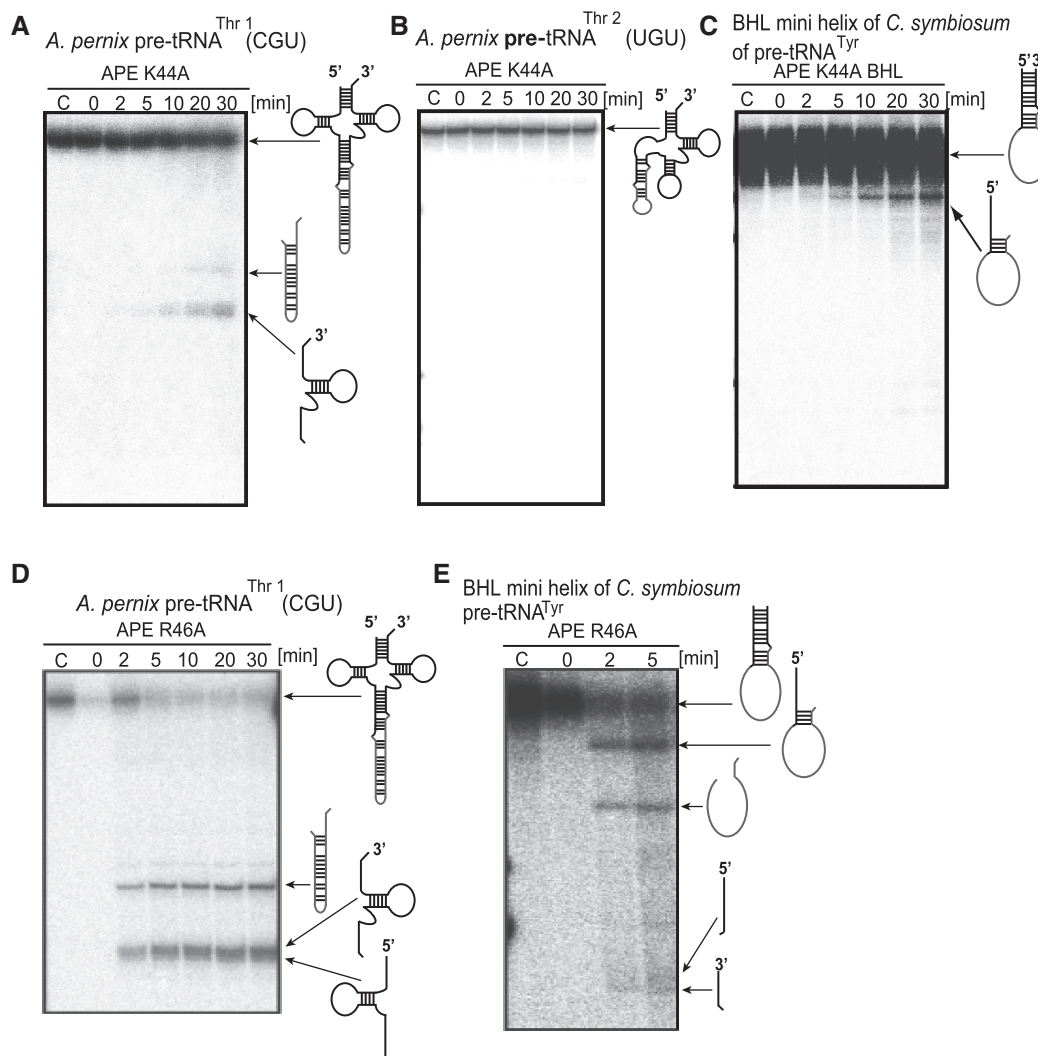 A
A. pernix pre-tRNA Thr 1 (CGU)
APE K44A
C 0 2 5 10 20 30 [min]
5' 3'
3'
B
A. pernix pre-tRNA Thr 2 (UGU)
APE K44A
C 0 2 5 10 20 30
5' 3'
C
BHL mini helix of C. symbiosum
of pre-tRNA Tyr
APE K44A BHL
C 0 2 5 10 20 30 [min]
5'3'
5'
D
A. pernix pre-tRNA Thr 1 (CGU)
APE R46A
C 0 2 5 10 20 30 [min]
5' 3'
3'
5'
E
BHL mini helix of C. symbiosum
pre-tRNA Tyr
APE R46A
C 0 2 5 [min]
5'
5'
3'